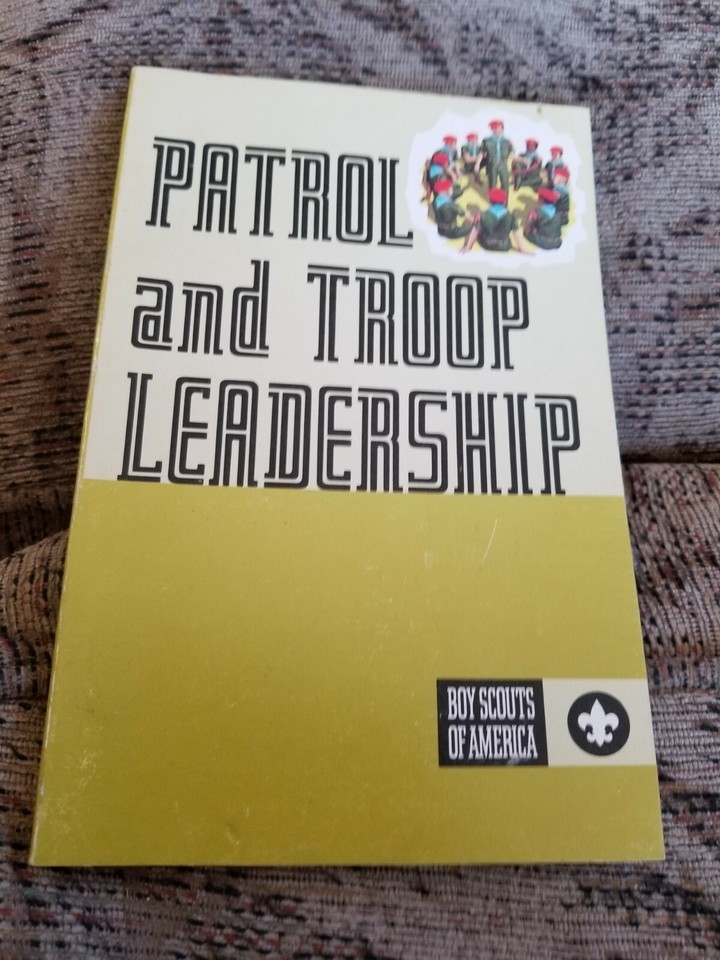 PATROL
and TROOP
LEADERSHIP
BOY SCOUTS
OF AMERICA